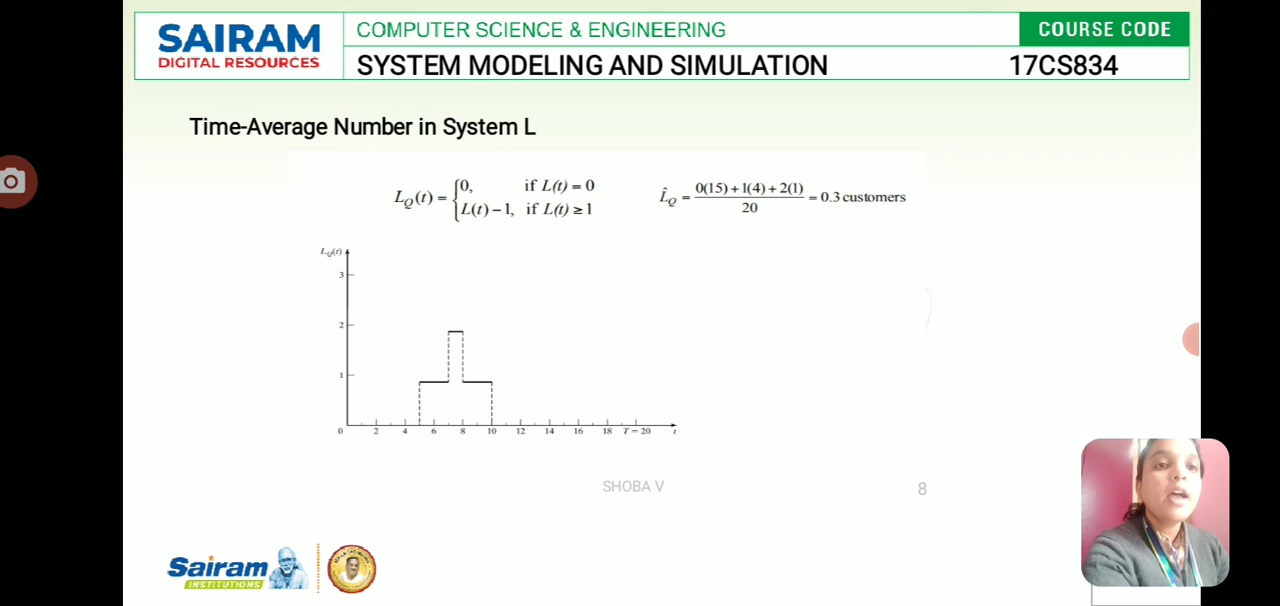 SAIRAM
DIGITAL RESOURCES
COMPUTER SCIENCE & ENGINEERING
COURSE CODE
SYSTEM MODELING AND SIMULATION
17CS834
Time-Average Number in System L
L_Q(t) = {0, if L(t) = 0
L(t) − 1, if L(t) ≥ 1
L̂_Q = (0(15) + 1(4) + 2(1)) / 20 = 0.3 customers
L_Q(t)
3
2
1
0 2 4 6 8 10 12 14 16 18 T = 20 t
SHOBA V
8
Sairam
INSTITUTIONS